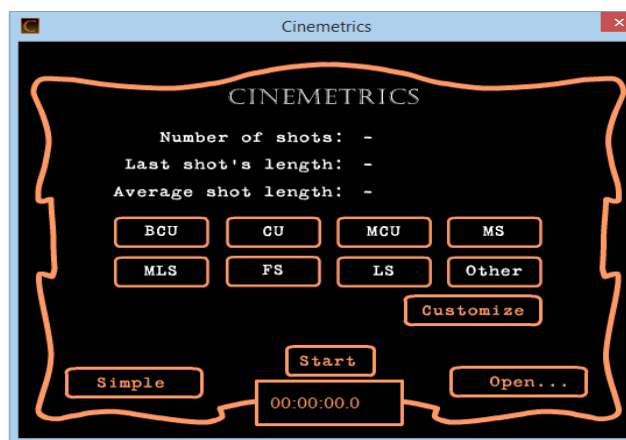 Cinemetrics
CINEMETRICS
Number of shots: -
Last shot's length: -
Average shot length: -
BCU CU MCU MS
MLS FS LS Other
Customize
Start
Simple Open...
00:00:00.0